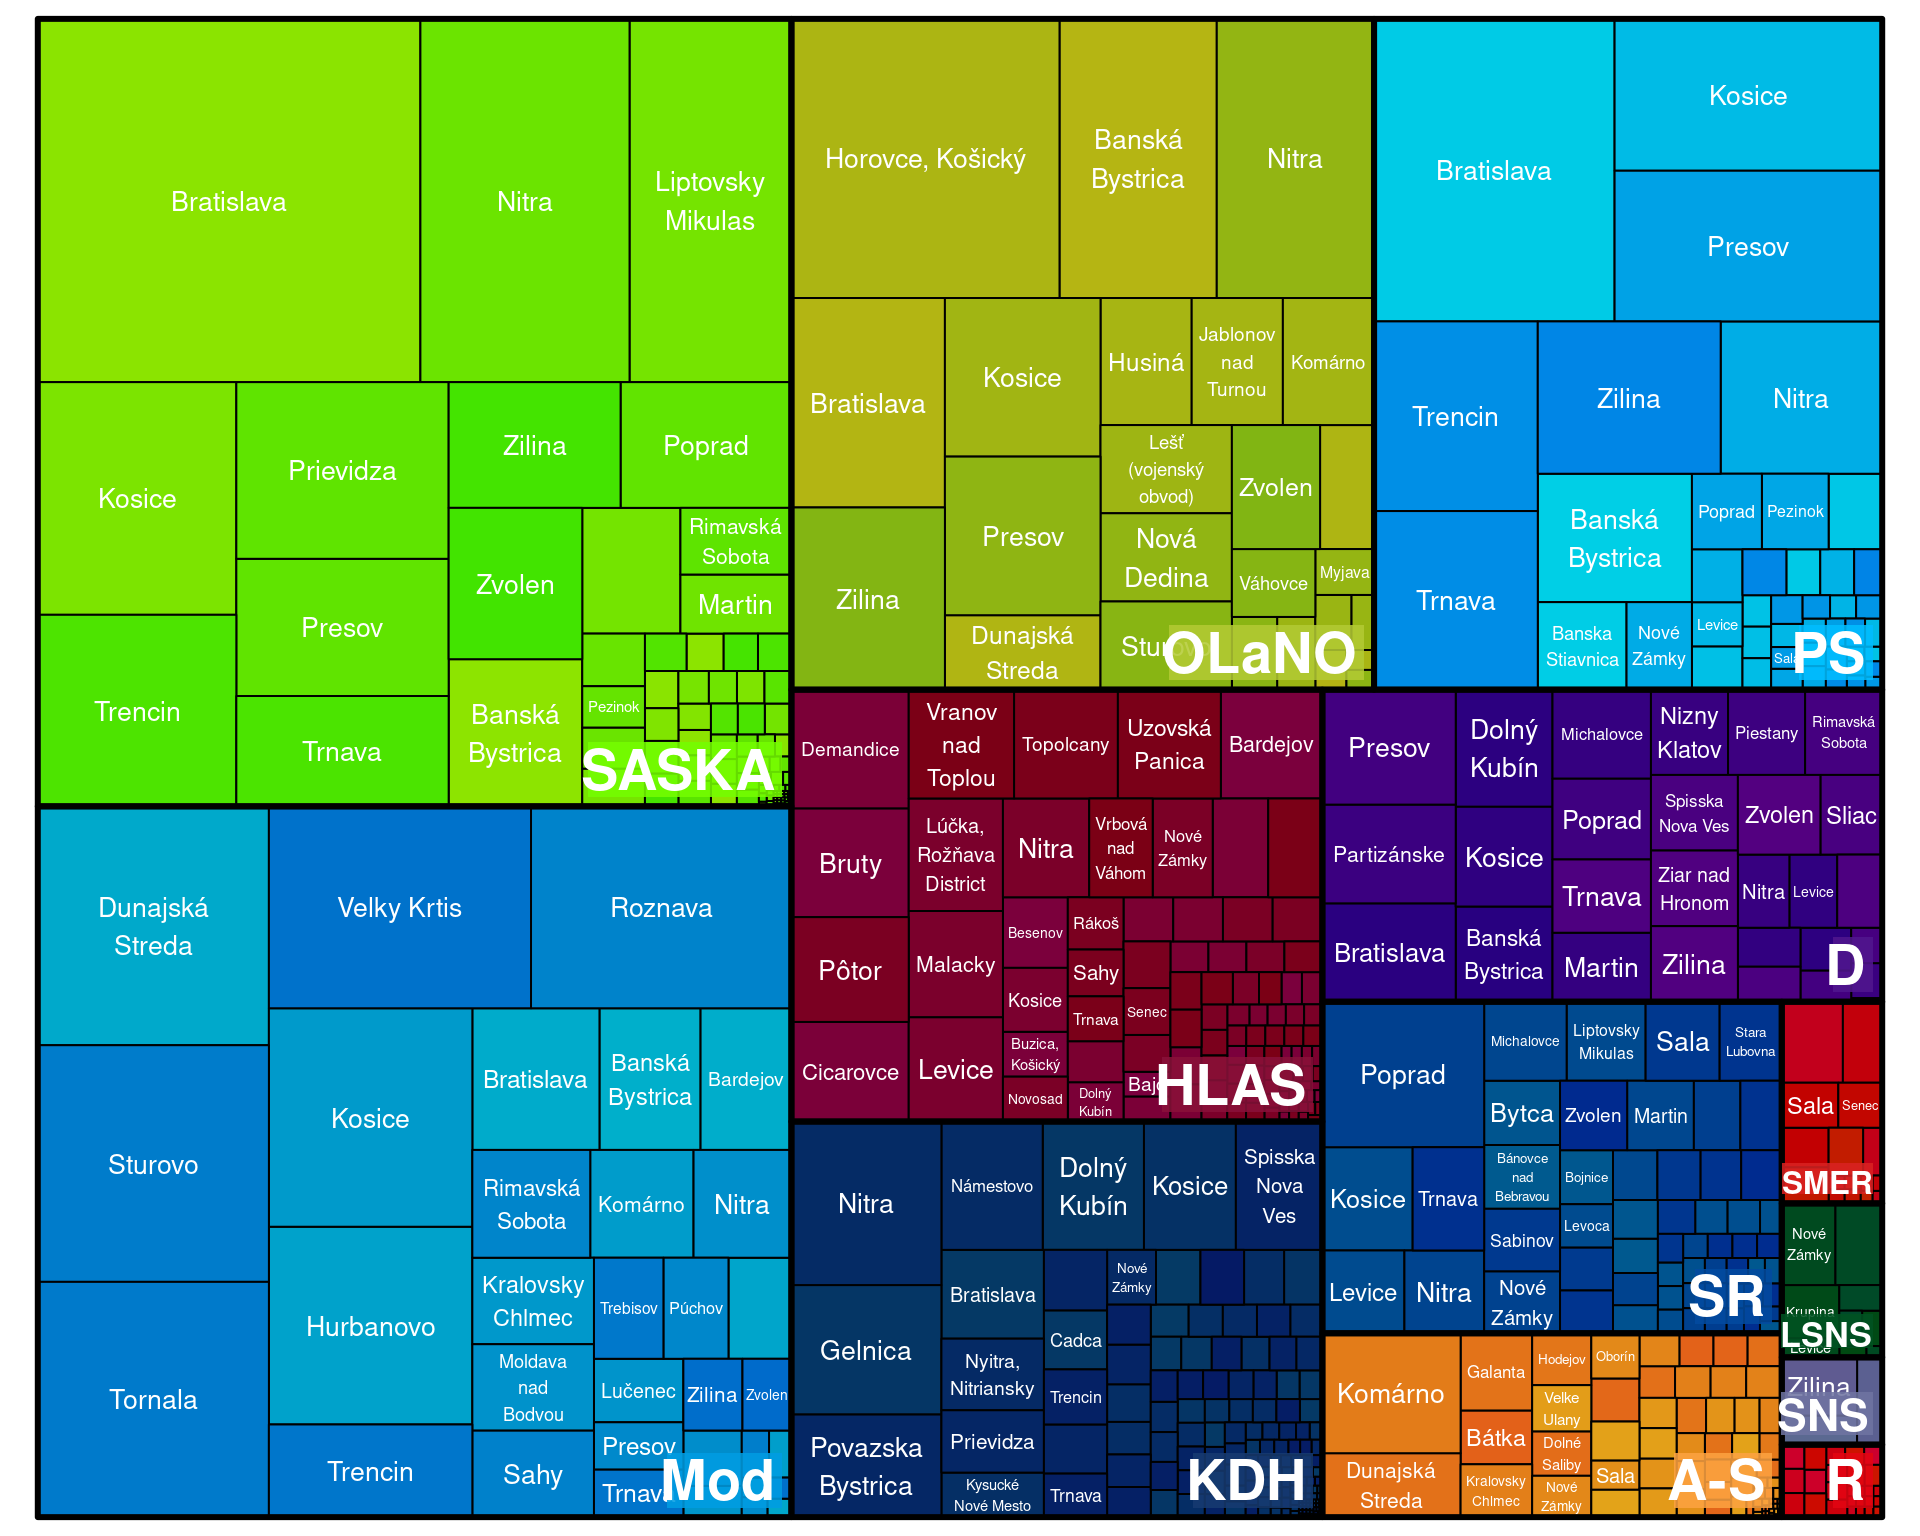 Bratislava
Nitra
Liptovsky
Mikulas
Kosice
Prievidza
Zilina
Poprad
Presov
Zvolen
Rimavská
Sobota
Martin
Trencin
Trnava
Banská
Bystrica
Pezinok
SASKA
Horovce, Košický
Banská
Bystrica
Nitra
Bratislava
Kosice
Husiná
Jablonov
nad
Turnou
Komárno
Lešť
(vojenský
obvod)
Zvolen
Presov
Nová
Dedina
Váhovce
Myjava
Zilina
Dunajská
Streda
OLaNO
Bratislava
Kosice
Presov
Trencin
Zilina
Nitra
Trnava
Banská
Bystrica
Poprad
Pezinok
Banska
Stiavnica
Nové
Zámky
Levice
PS
Dunajská
Streda
Velky Krtis
Roznava
Sturovo
Kosice
Bratislava
Banská
Bystrica
Bardejov
Rimavská
Sobota
Komárno
Nitra
Tornala
Hurbanovo
Kralovsky
Chlmec
Trebisov
Púchov
Moldava
nad
Bodvou
Lučenec
Zilina
Zvolen
Trencin
Sahy
Presov
Trnava
Mod
Demandice
Vranov
nad
Toplou
Topolcany
Uzovská
Panica
Bardejov
Bruty
Lúčka,
Rožňava
District
Nitra
Vrbová
nad
Váhom
Nové
Zámky
Pôtor
Malacky
Besenov
Rákoš
Kosice
Sahy
Trnava
Senec
Cicarovce
Levice
Buzica,
Košický
Novosad
Dolný
Kubín
HLAS
Nitra
Námestovo
Dolný
Kubín
Kosice
Spisska
Nova
Ves
Gelnica
Bratislava
Nové
Zámky
Cadca
Nyitra,
Nitriansky
Trencin
Povazska
Bystrica
Prievidza
Kysucké
Nové Mesto
Trnava
KDH
Presov
Dolný
Kubín
Michalovce
Nizny
Klatov
Piestany
Rimavská
Sobota
Partizánske
Kosice
Poprad
Spisska
Nova Ves
Zvolen
Sliac
Trnava
Ziar nad
Hronom
Nitra
Levice
Bratislava
Banská
Bystrica
Martin
Zilina
D
Poprad
Michalovce
Liptovsky
Mikulas
Sala
Stara
Lubovna
Bytca
Zvolen
Martin
Kosice
Trnava
Bánovce
nad
Bebravou
Bojnice
Sabinov
Levoca
Levice
Nitra
Nové
Zámky
SR
Komárno
Galanta
Hodejov
Oborín
Velke
Ulany
Bátka
Dolné
Saliby
Dunajská
Streda
Kralovsky
Chlmec
Nové
Zámky
Sala
A-S
Sala
Senec
SMER
Nové
Zámky
Krupina
LSNS
Levice
Zilina
SNS
R